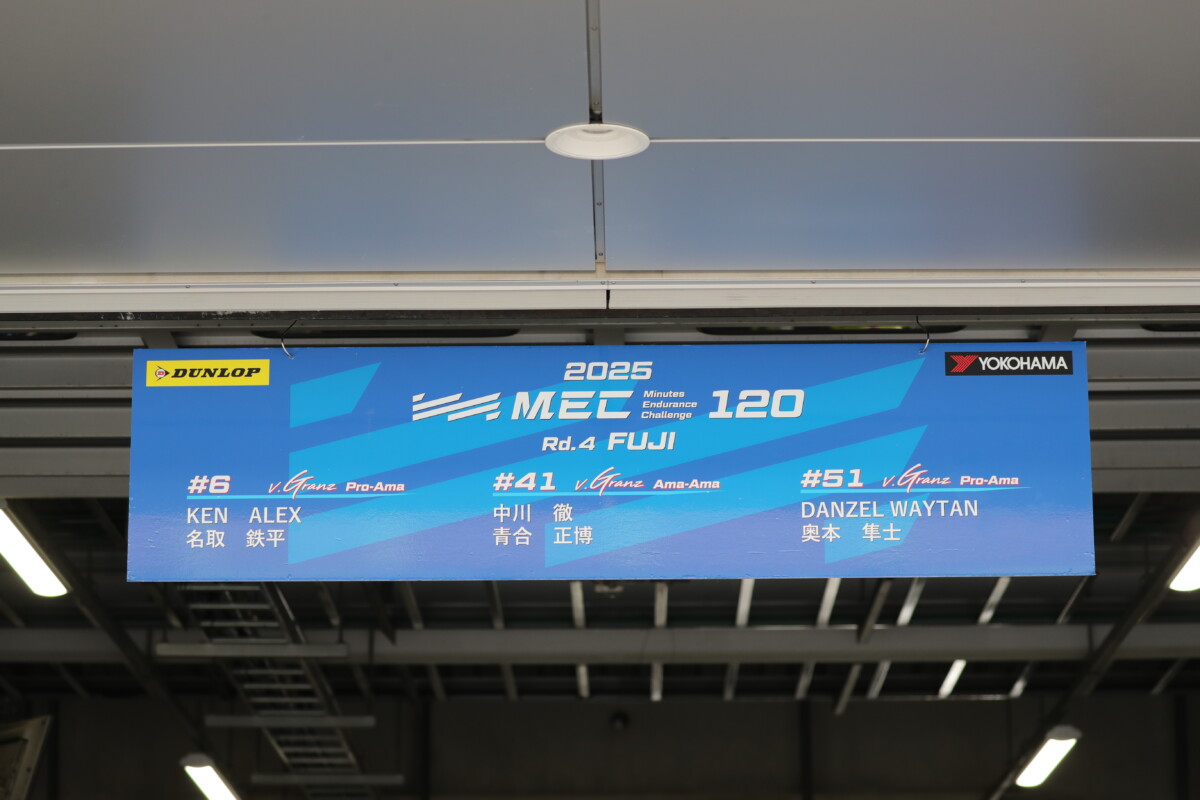 DUNLOP
2025
YOKOHAMA
MEC Minutes Endurance Challenge 120
Rd.4 FUJI
#6 v.Granz Pro-Ama
KEN ALEX
名取 鉄平
#41 v.Granz Ama-Ama
中川 徹
青合 正博
#51 v.Granz Pro-Ama
DANZEL WAYTAN
奥本 隼士